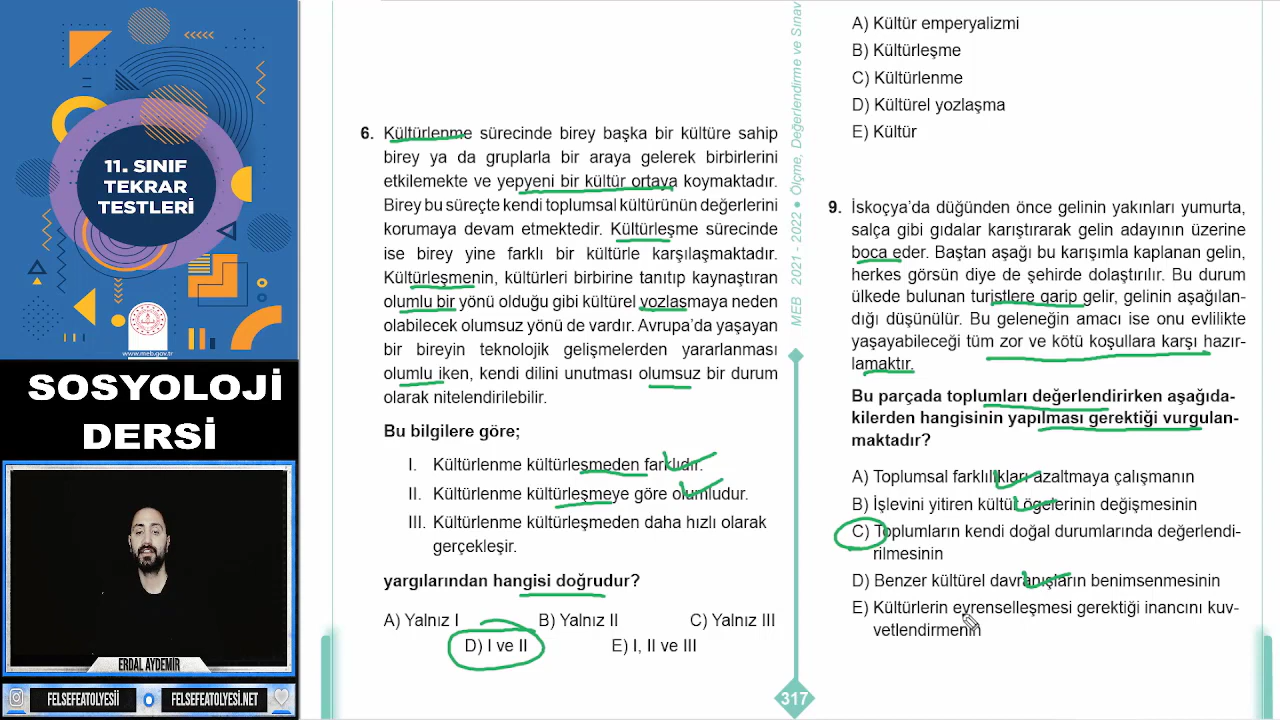 11. SINIF
TEKRAR
TESTLERİ
www.meb.gov.tr
SOSYOLOJİ
DERSİ
ERDAL AYDEMİR
FELSEFEATOLYESİİ
FELSEFEATOLYESİ.NET
6. Kültürlenme sürecinde birey başka bir kültüre sahip
birey ya da gruplarla bir araya gelerek birbirlerini
etkilemekte ve yepyeni bir kültür ortaya koymaktadır.
Birey bu süreçte kendi toplumsal kültürünün değerlerini
korumaya devam etmektedir. Kültürleşme sürecinde
ise birey yine farklı bir kültürle karşılaşmaktadır.
Kültürleşmenin, kültürleri birbirine tanıtıp kaynaştıran
olumlu bir yönü olduğu gibi kültürel yozlaşmaya neden
olabilecek olumsuz yönü de vardır. Avrupa’da yaşayan
bir bireyin teknolojik gelişmelerden yararlanması
olumlu iken, kendi dilini unutması olumsuz bir durum
olarak nitelendirilebilir.
Bu bilgilere göre;
I. Kültürlenme kültürleşmeden farklıdır.
II. Kültürlenme kültürleşmeye göre olumludur.
III. Kültürlenme kültürleşmeden daha hızlı olarak
gerçekleşir.
yargılarından hangisi doğrudur?
A) Yalnız I B) Yalnız II C) Yalnız III
D) I ve II E) I, II ve III
MEB 2021 - 2022 ● Ölçme, Değerlendirme ve Sınav
317
A) Kültür emperyalizmi
B) Kültürleşme
C) Kültürlenme
D) Kültürel yozlaşma
E) Kültür
9. İskoçya’da düğünden önce gelinin yakınları yumurta,
salça gibi gıdalar karıştırarak gelin adayının üzerine
boca eder. Baştan aşağı bu karışımla kaplanan gelin,
herkes görsün diye de şehirde dolaştırılır. Bu durum
ülkede bulunan turistlere garip gelir, gelinin aşağılan-
dığı düşünülür. Bu geleneğin amacı ise onu evlilikte
yaşayabileceği tüm zor ve kötü koşullara karşı hazır-
lamaktır.
Bu parçada toplumları değerlendirirken aşağıda-
kilerden hangisinin yapılması gerektiği vurgulan-
maktadır?
A) Toplumsal farklılıkları azaltmaya çalışmanın
B) İşlevini yitiren kültür ögelerinin değişmesinin
C) Toplumların kendi doğal durumlarında değerlendi-
rilmesinin
D) Benzer kültürel davranışların benimsenmesinin
E) Kültürlerin evrenselleşmesi gerektiği inancını kuv-
vetlendirmenin